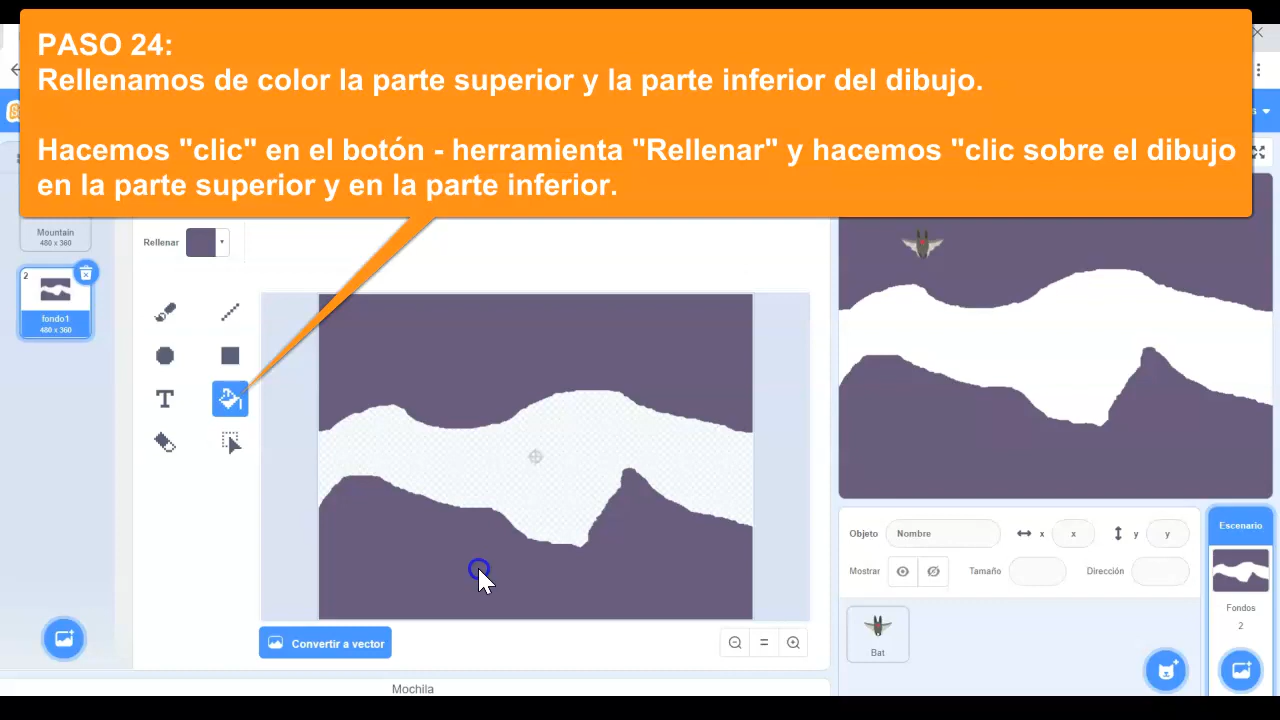 PASO 24:
Rellenamos de color la parte superior y la parte inferior del dibujo.
Hacemos "clic" en el botón - herramienta "Rellenar" y hacemos "clic sobre el dibujo
en la parte superior y en la parte inferior.
Mountain
480 x 360
2
fondo1
480 x 360
Rellenar
T
Convertir a vector
Mochila
Objeto
Nombre
x
x
y
y
Mostrar
Tamaño
Dirección
Bat
Escenario
Fondos
2